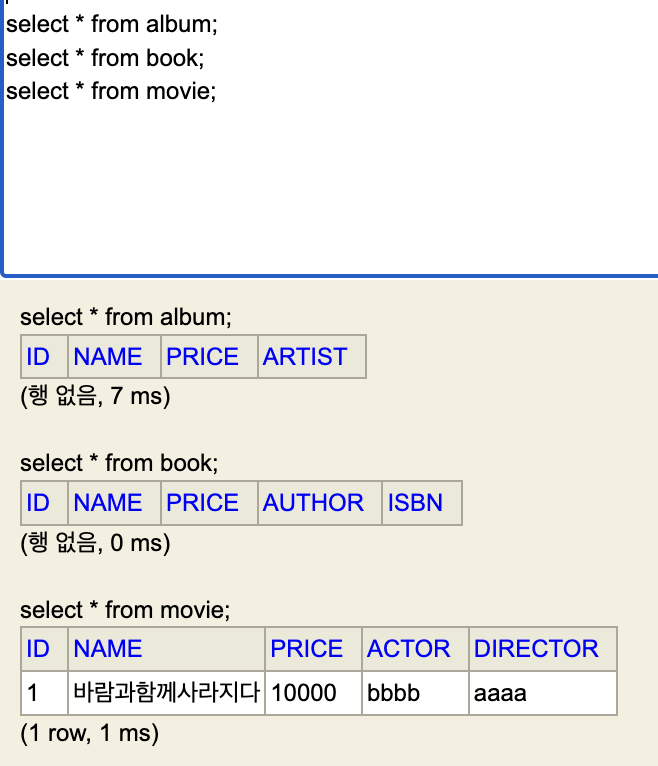 select * from album;
select * from book;
select * from movie;
select * from album;
ID NAME PRICE ARTIST
(행 없음, 7 ms)
select * from book;
ID NAME PRICE AUTHOR ISBN
(행 없음, 0 ms)
select * from movie;
ID NAME PRICE ACTOR DIRECTOR
1 바람과함께사라지다 10000 bbbb aaaa
(1 row, 1 ms)